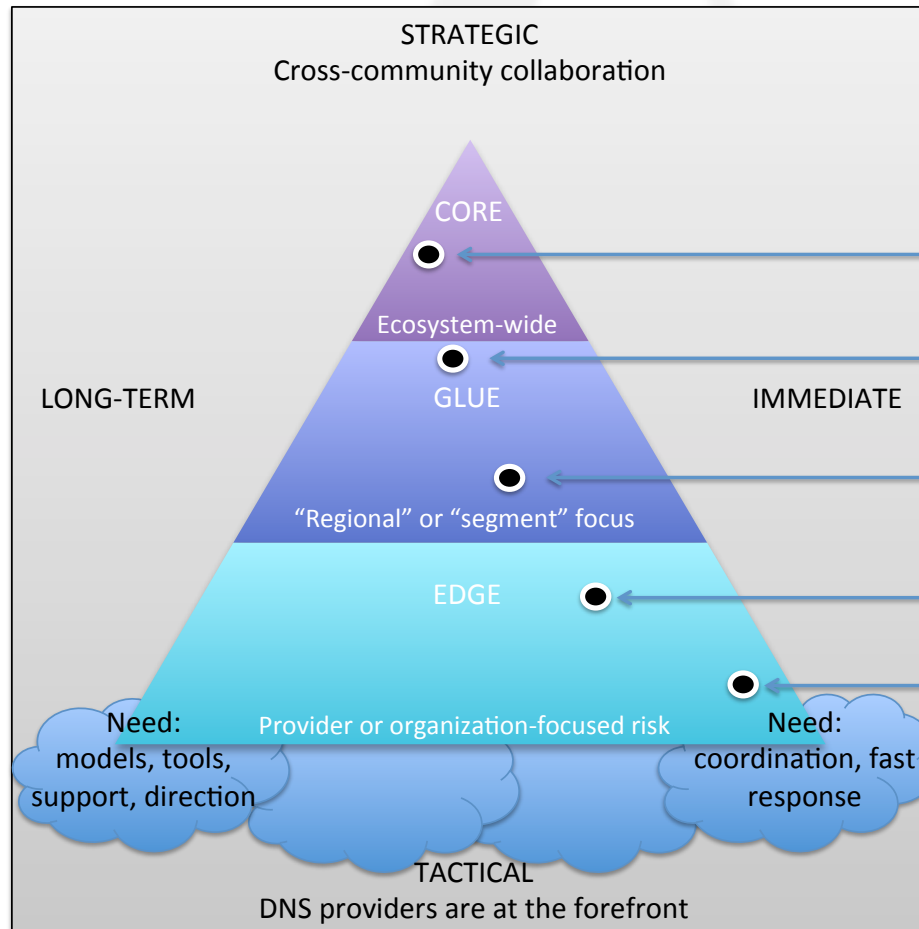 STRATEGIC
Cross-community collaboration
CORE
Ecosystem-wide
LONG-TERM
GLUE
IMMEDIATE
“Regional” or “segment” focus
EDGE
Provider or organization-focused risk
Need:
models, tools,
support, direction
Need:
coordination, fast
response
TACTICAL
DNS providers are at the forefront